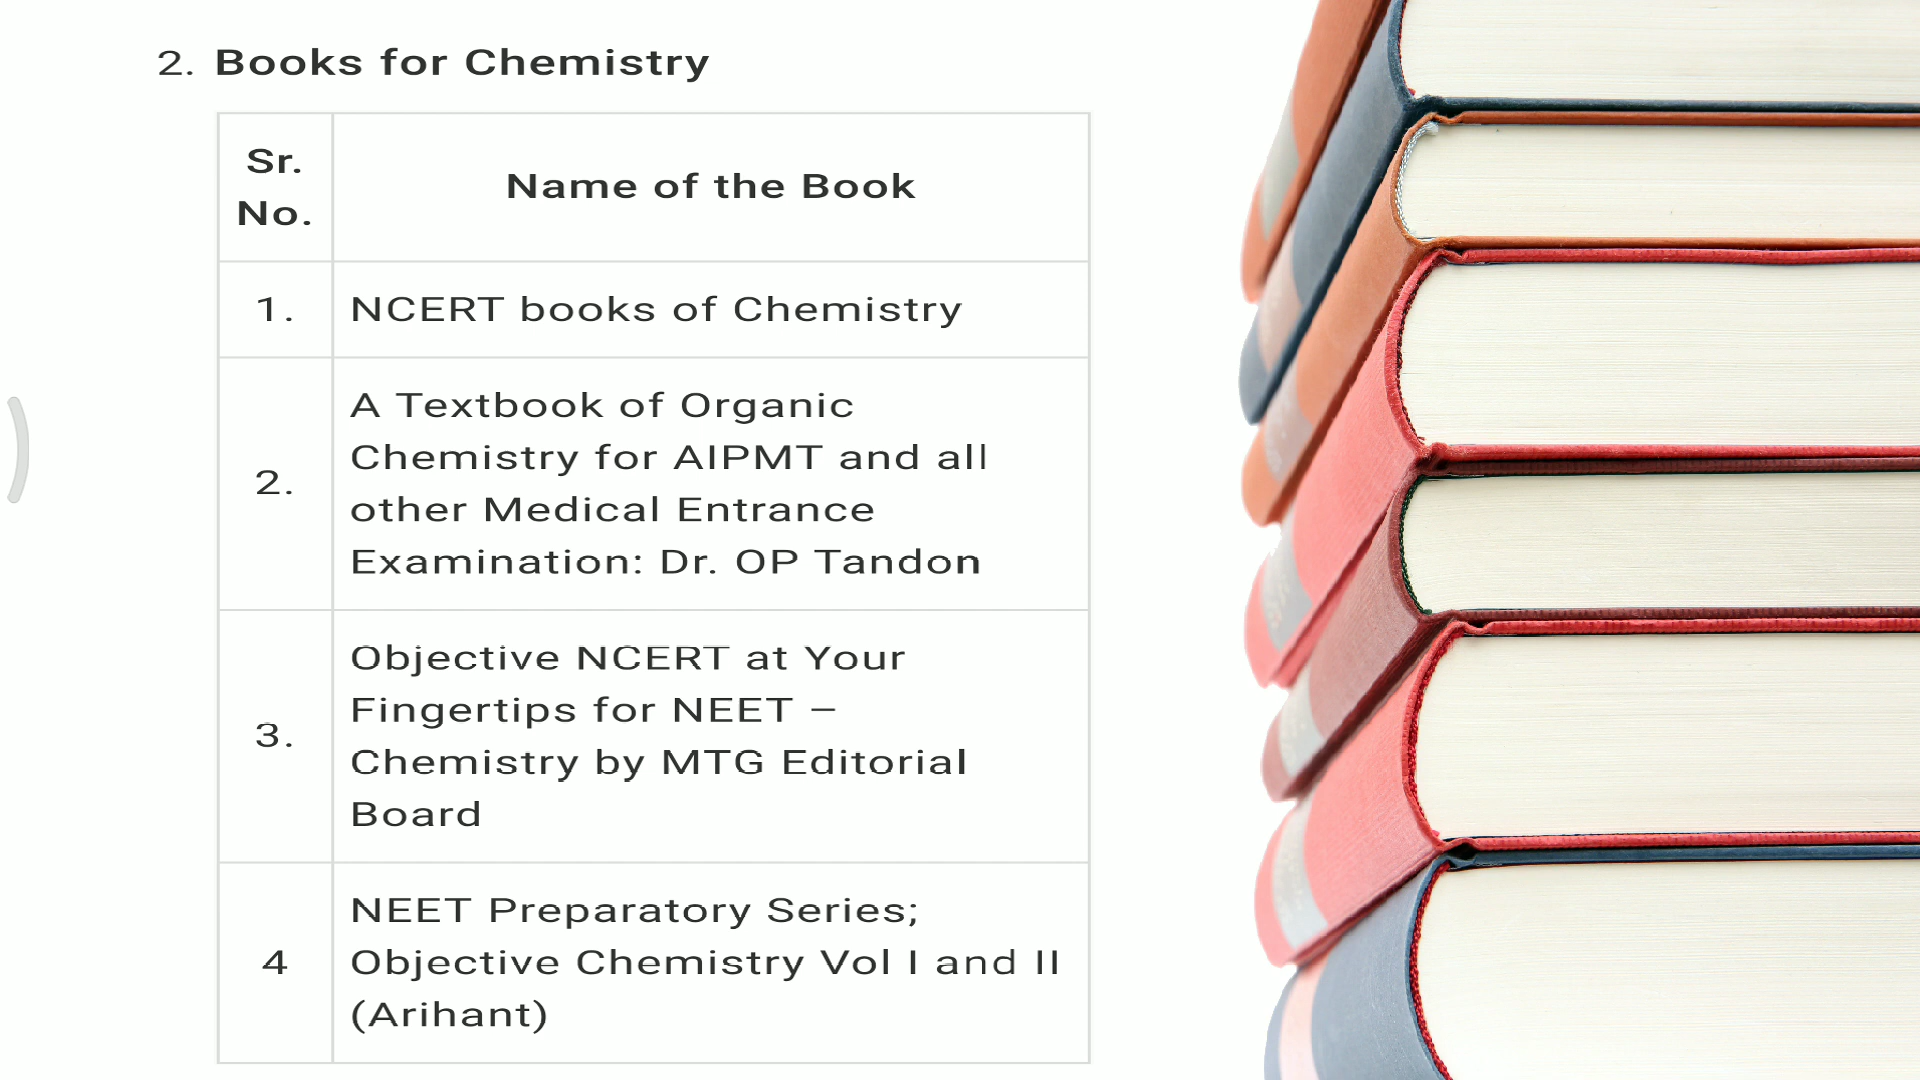 2. Books for Chemistry
Sr.
No.
Name of the Book
1.
NCERT books of Chemistry
2.
A Textbook of Organic
Chemistry for AIPMT and all
other Medical Entrance
Examination: Dr. OP Tandon
3.
Objective NCERT at Your
Fingertips for NEET –
Chemistry by MTG Editorial
Board
4
NEET Preparatory Series;
Objective Chemistry Vol I and II
(Arihant)